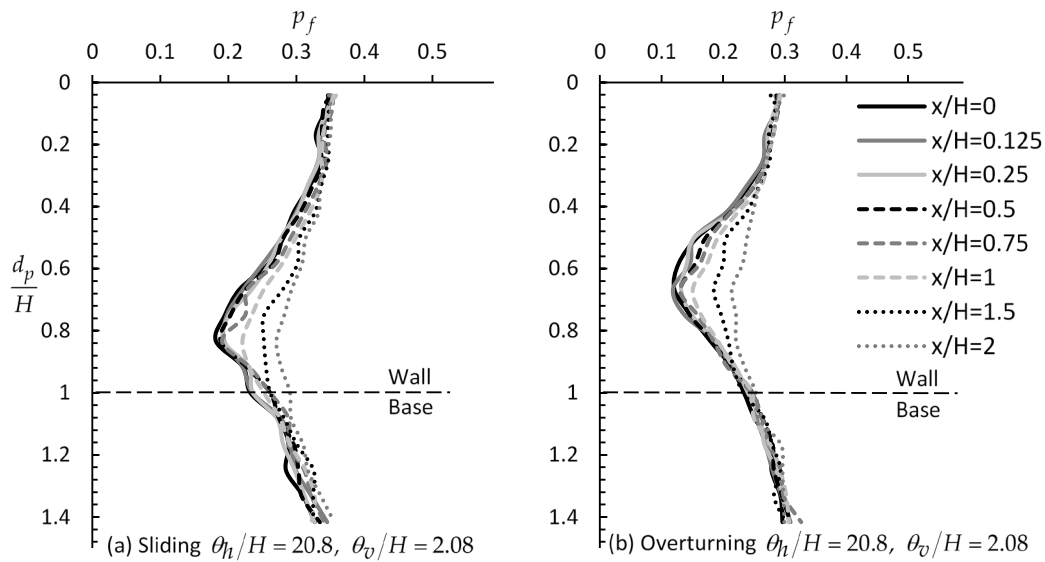 p_f
0 0.1 0.2 0.3 0.4 0.5
0
0.2
0.4
0.6
0.8
1
1.2
1.4
d_p
H
Wall
Base
(a) Sliding θ_h/H = 20.8, θ_v/H = 2.08
p_f
0 0.1 0.2 0.3 0.4 0.5
0
0.2
0.4
0.6
0.8
1
1.2
1.4
x/H=0
x/H=0.125
x/H=0.25
x/H=0.5
x/H=0.75
x/H=1
x/H=1.5
x/H=2
Wall
Base
(b) Overturning θ_h/H = 20.8, θ_v/H = 2.08